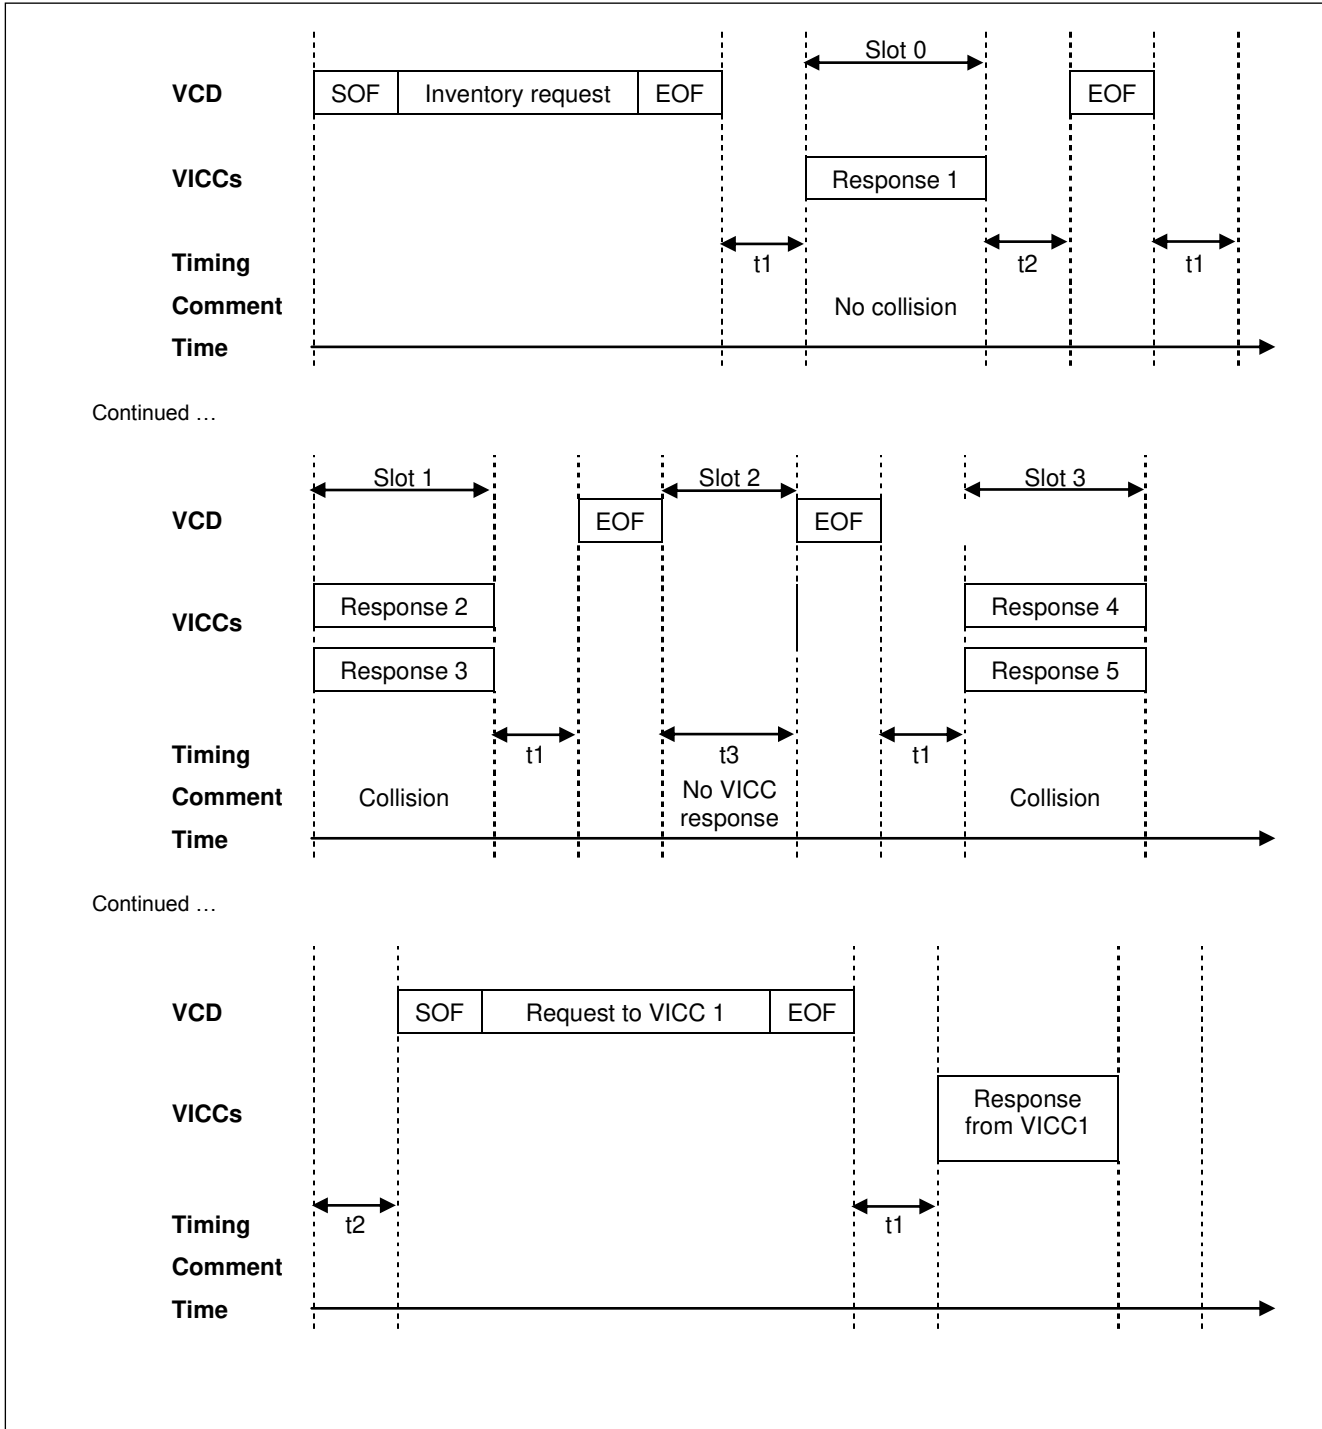 Slot 0
VCD SOF Inventory request EOF EOF
VICCs Response 1
Timing t1 t2 t1
Comment No collision
Time
Continued …
Slot 1 Slot 2 Slot 3
VCD EOF EOF
Response 2 Response 4
VICCs
Response 3 Response 5
Timing t1 t3 t1
Comment Collision No VICC response Collision
Time
Continued …
VCD SOF Request to VICC 1 EOF
VICCs Response from VICC1
Timing t2 t1
Comment
Time